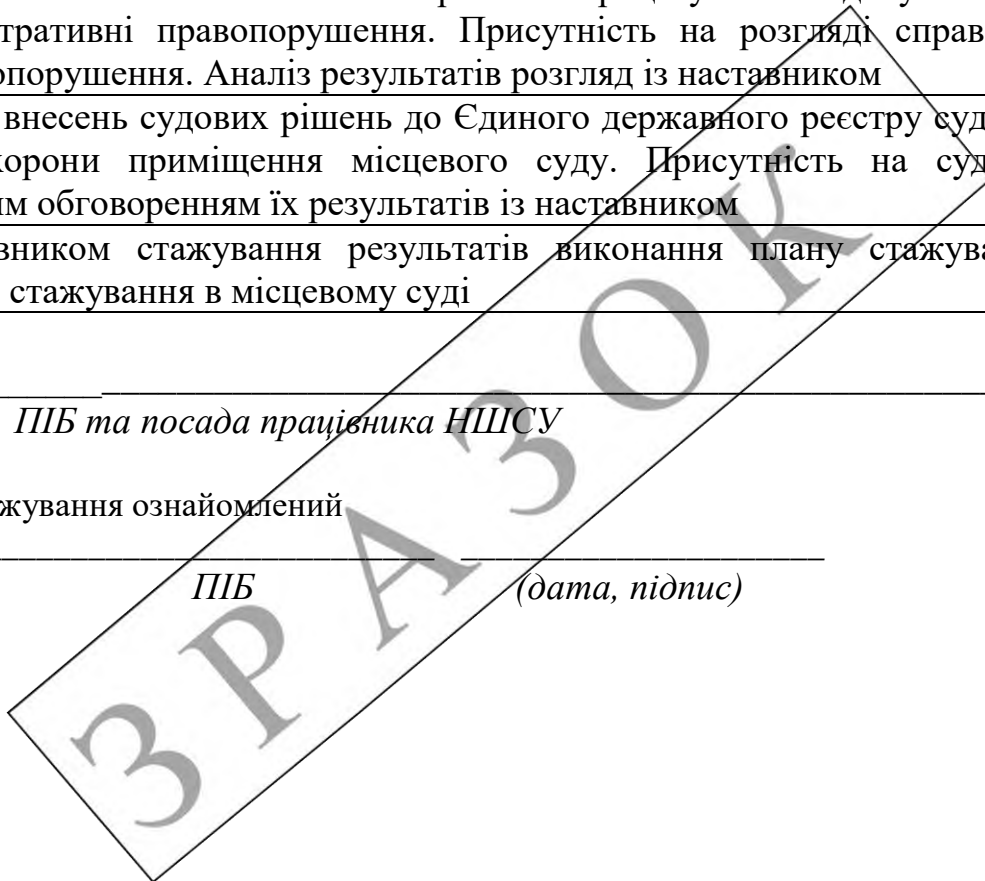 тративні правопорушення. Присутність на розгляді справ
опорушення. Аналіз результатів розгляд із наставником
внесень судових рішень до Єдиного державного реєстру суд
хорони приміщення місцевого суду. Присутність на суд
им обговоренням їх результатів із наставником
вником стажування результатів виконання плану стажува
стажування в місцевому суді
ПІБ та посада працівника НШСУ
жування ознайомлений
ПІБ (дата, підпис)
ЗРАЗОК